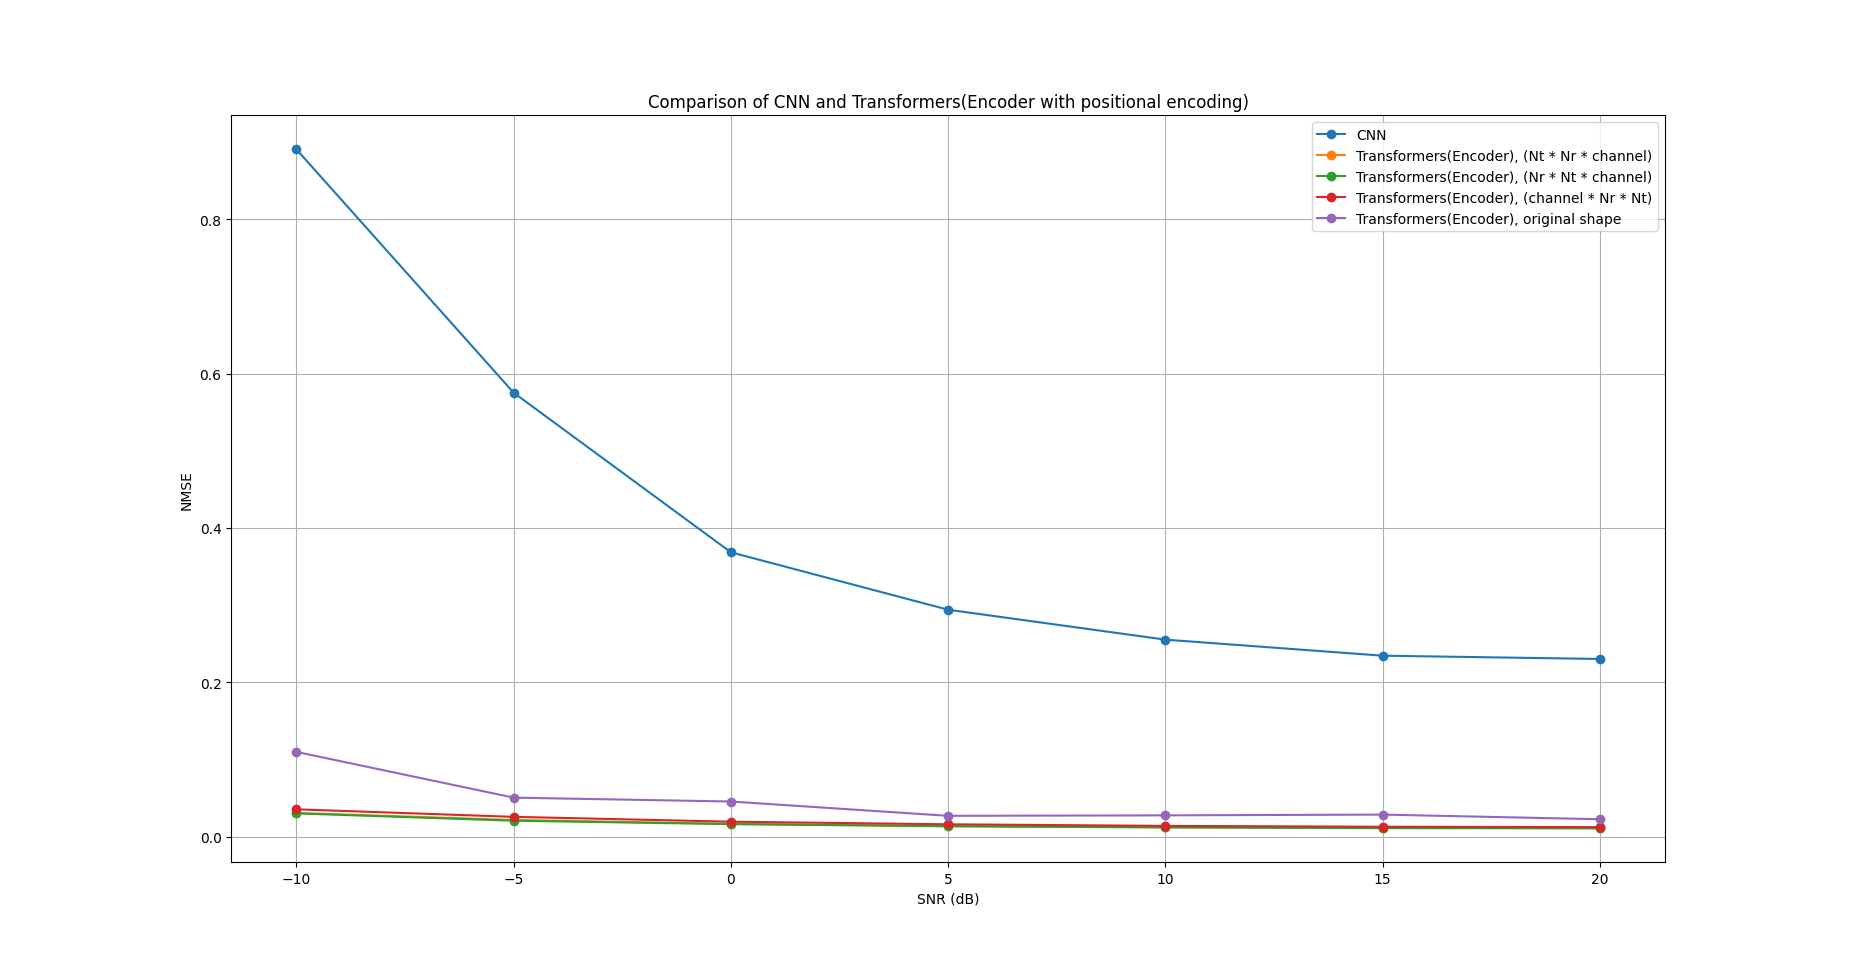 Comparison of CNN and Transformers(Encoder with positional encoding)
CNN
Transformers(Encoder), (Nt * Nr * channel)
Transformers(Encoder), (Nr * Nt * channel)
Transformers(Encoder), (channel * Nr * Nt)
Transformers(Encoder), original shape
NMSE
0.8
0.6
0.4
0.2
0.0
−10 −5 0 5 10 15 20
SNR (dB)